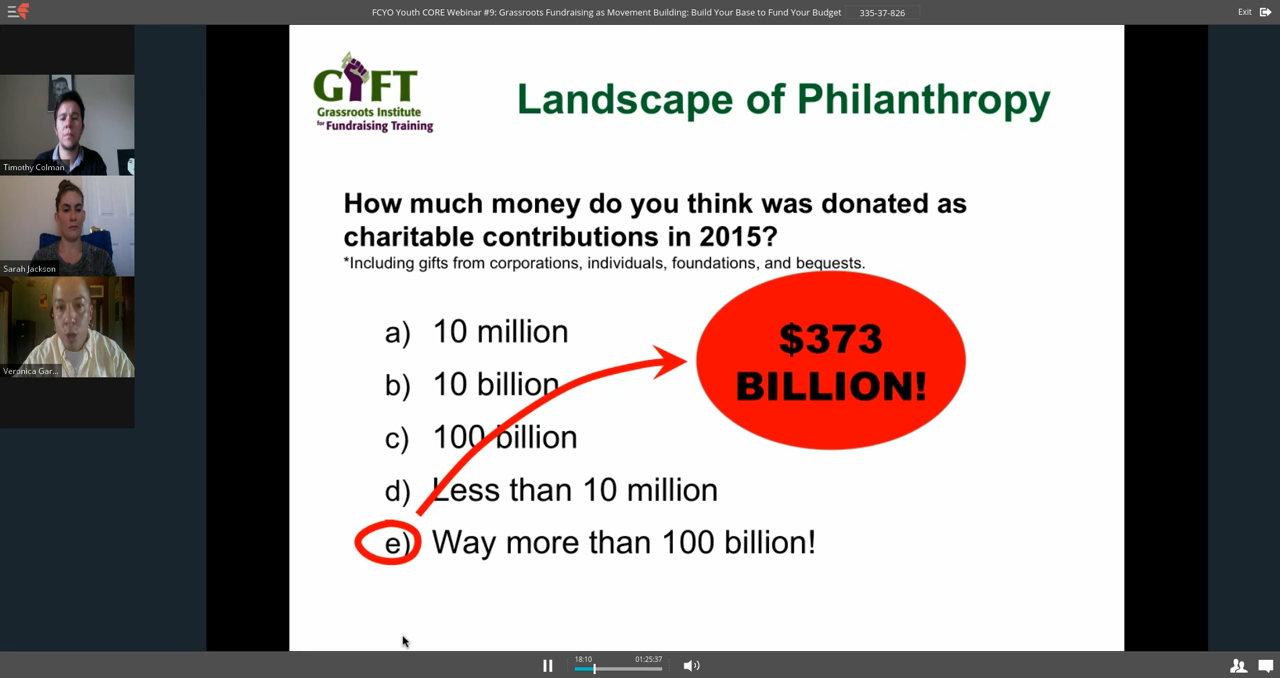 FCYO Youth CORE Webinar #9: Grassroots Fundraising as Movement Building: Build Your Base to Fund Your Budget
335-37-826
Exit
Timothy Colman
Sarah Jackson
Veronica Gar...
GIFT
Grassroots Institute
for Fundraising Training
Landscape of Philanthropy
How much money do you think was donated as
charitable contributions in 2015?
*Including gifts from corporations, individuals, foundations, and bequests.
a) 10 million
b) 10 billion
c) 100 billion
d) Less than 10 million
e) Way more than 100 billion!
$373
BILLION!
18:10
01:25:37